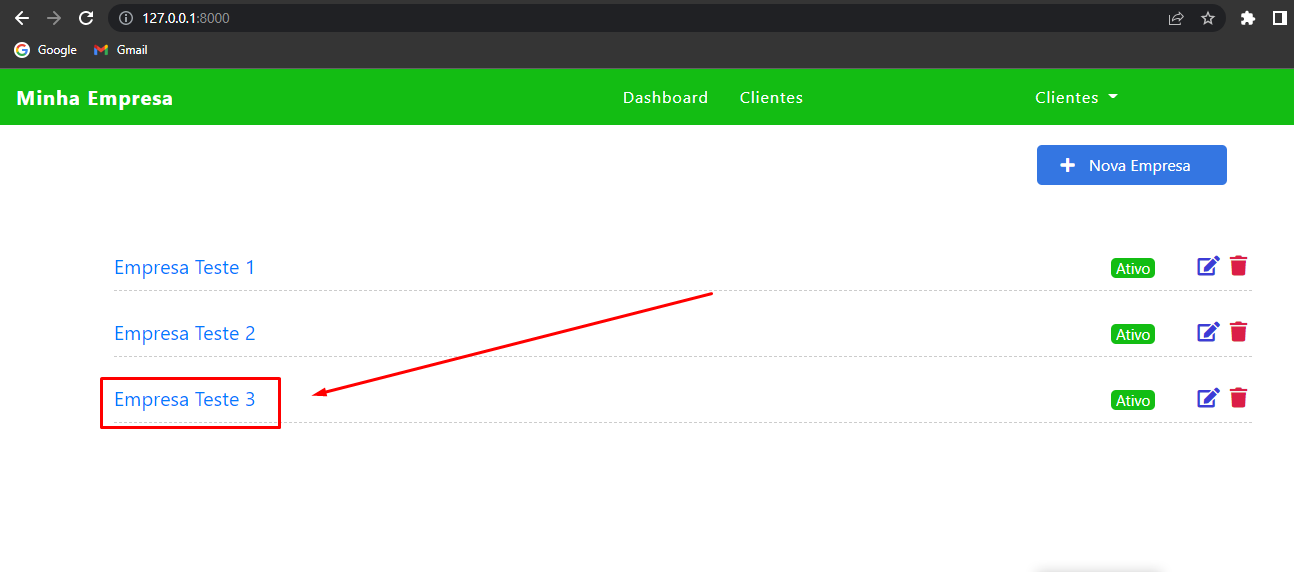 127.0.0.1:8000
Google Gmail
Minha Empresa Dashboard Clientes Clientes
Nova Empresa
Empresa Teste 1 Ativo
Empresa Teste 2 Ativo
Empresa Teste 3 Ativo